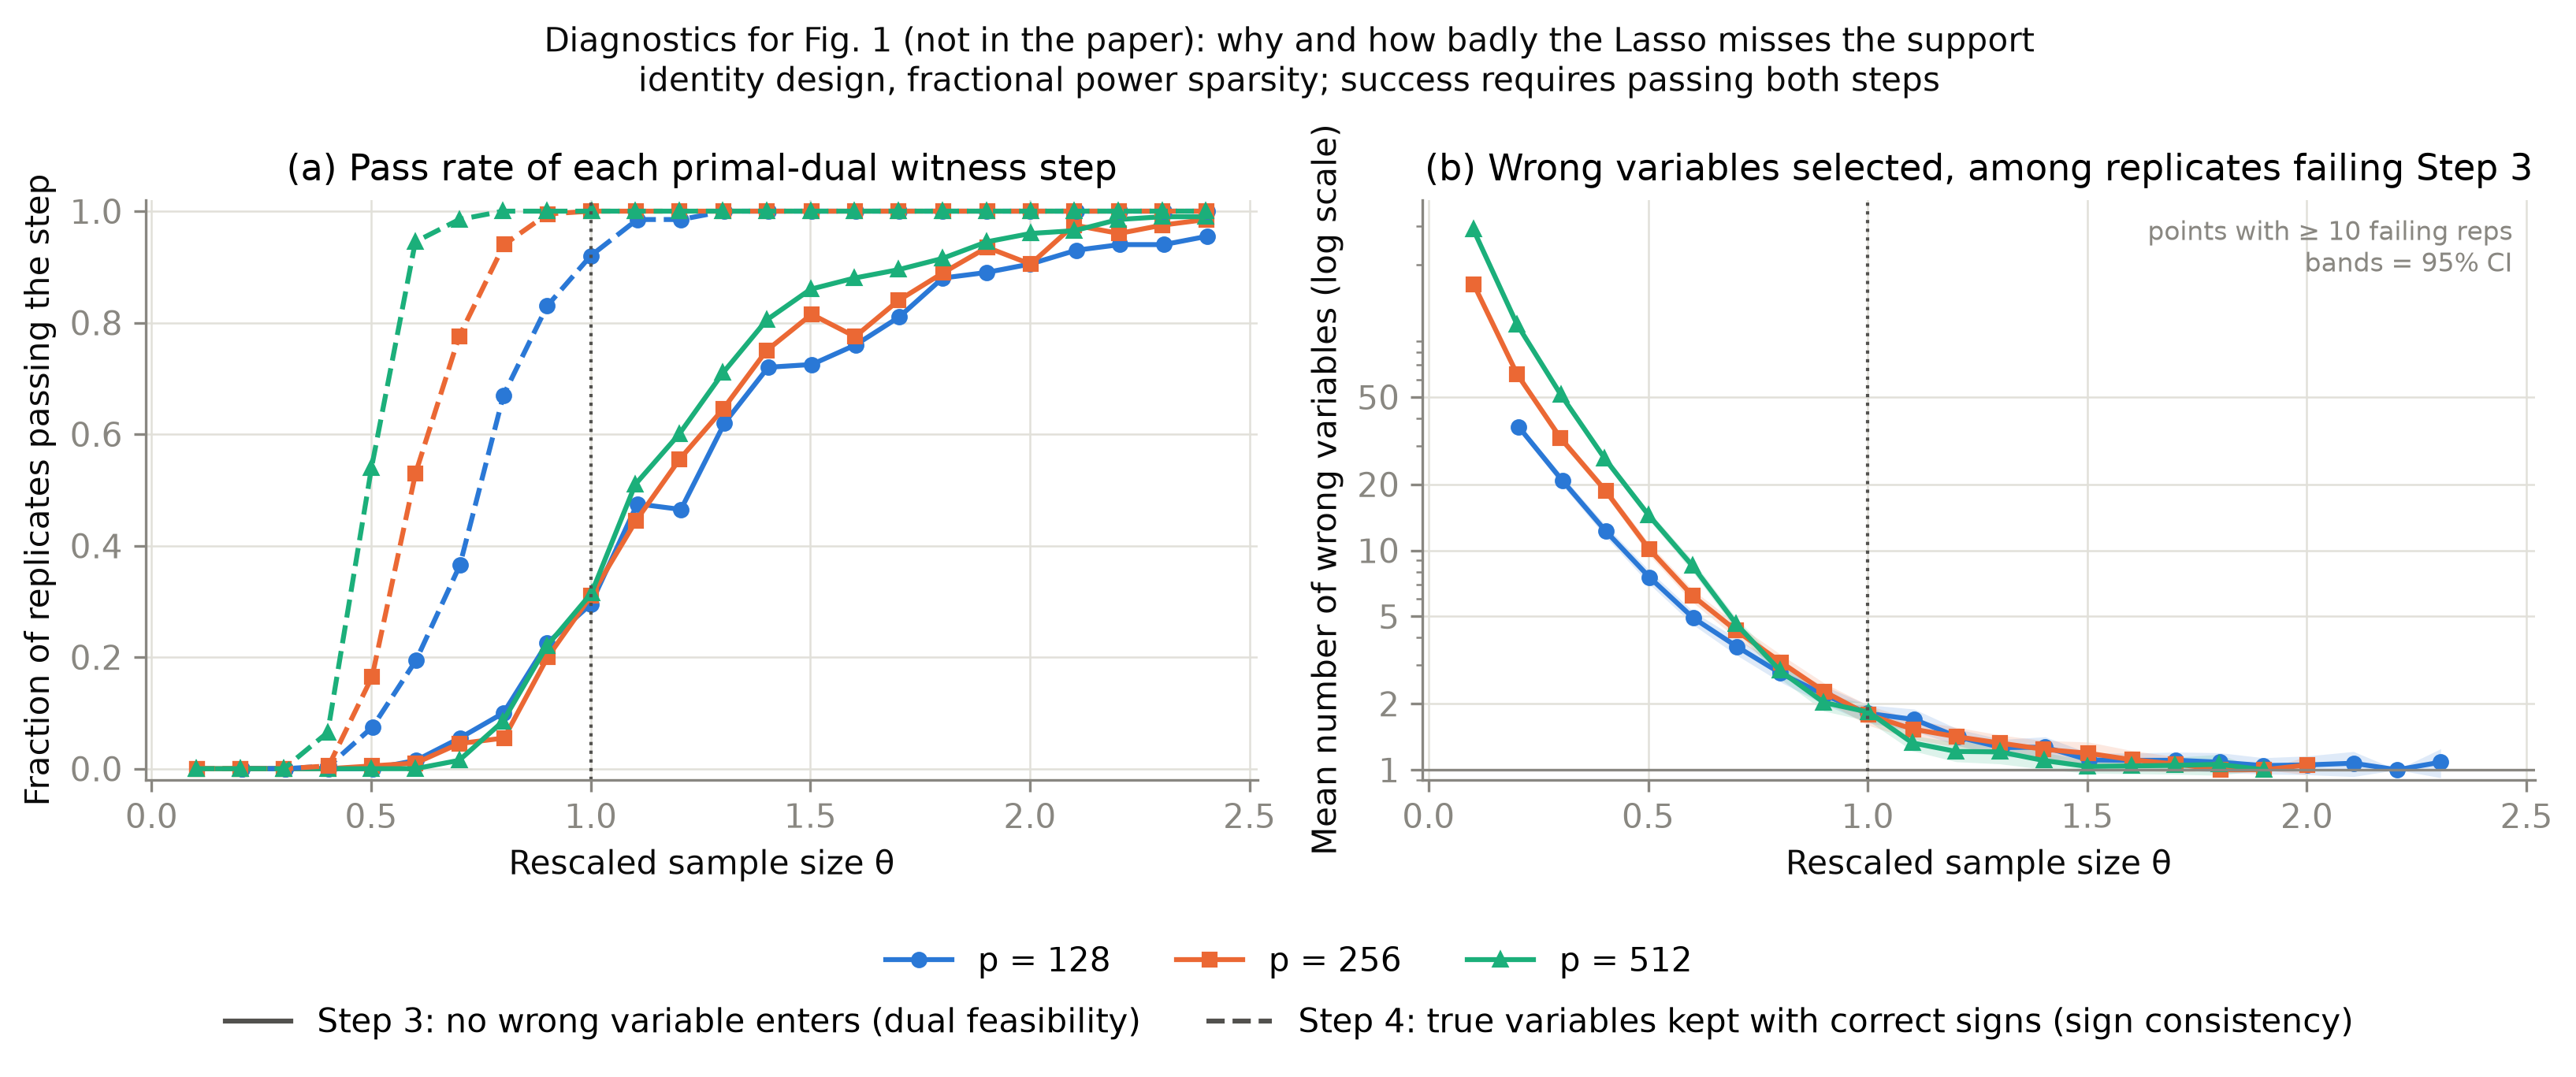 Diagnostics for Fig. 1 (not in the paper): why and how badly the Lasso misses the support
identity design, fractional power sparsity; success requires passing both steps
(a) Pass rate of each primal-dual witness step
Fraction of replicates passing the step
1.0
0.8
0.6
0.4
0.2
0.0
0.0 0.5 1.0 1.5 2.0 2.5
Rescaled sample size θ
(b) Wrong variables selected, among replicates failing Step 3
Mean number of wrong variables (log scale)
points with ≥ 10 failing reps
bands = 95% CI
50
20
10
5
2
1
0.0 0.5 1.0 1.5 2.0 2.5
Rescaled sample size θ
p = 128 p = 256 p = 512
Step 3: no wrong variable enters (dual feasibility) Step 4: true variables kept with correct signs (sign consistency)